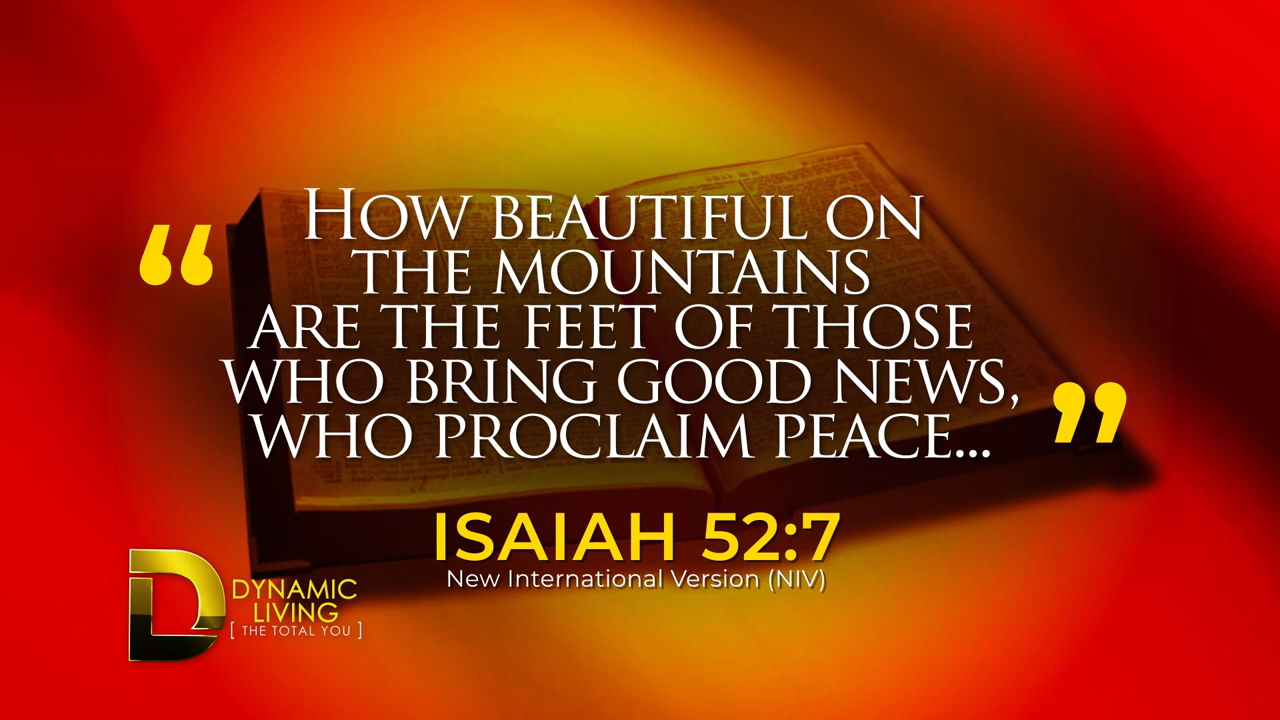 “
HOW BEAUTIFUL ON
THE MOUNTAINS
ARE THE FEET OF THOSE
WHO BRING GOOD NEWS,
WHO PROCLAIM PEACE...
”
ISAIAH 52:7
New International Version (NIV)
D
DYNAMIC
LIVING
[ THE TOTAL YOU ]